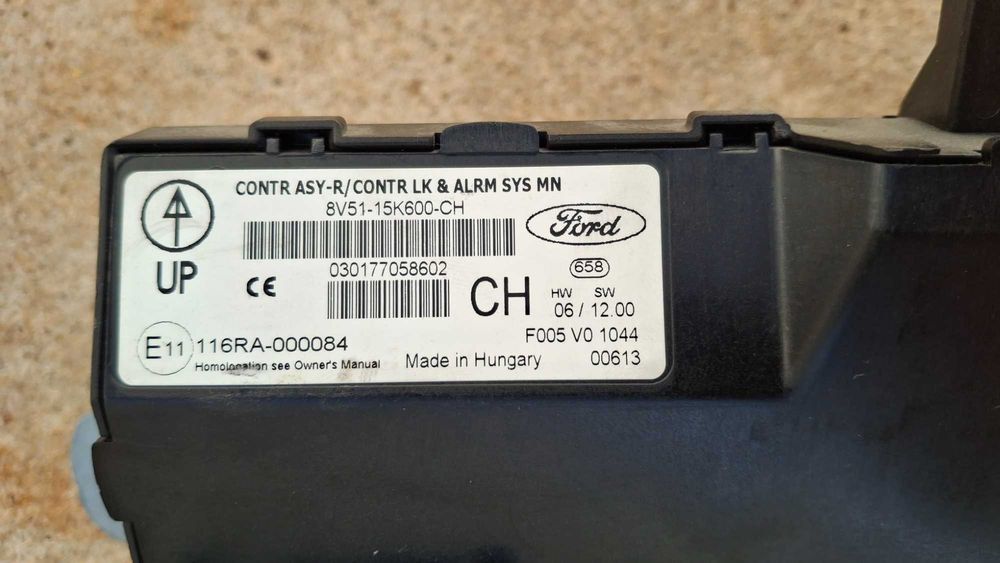 CONTR ASY-R/CONTR LK & ALRM SYS MN
8V51-15K600-CH
Ford
UP
CE
030177058602
CH
658
HW SW
06 / 12.00
E11 116RA-000084
F005 V0 1044
Homologation see Owner's Manual
Made in Hungary
00613